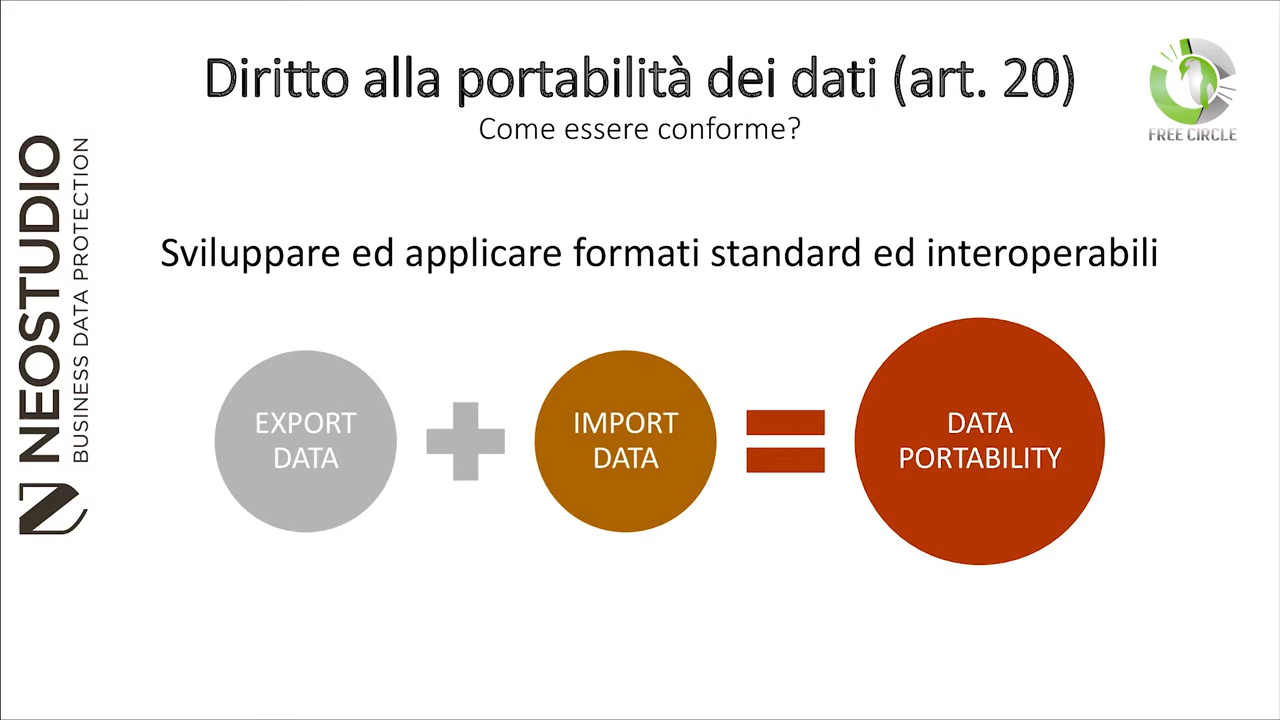 Diritto alla portabilità dei dati (art. 20)
Come essere conforme?
FREE CIRCLE
NEOSTUDIO
BUSINESS DATA PROTECTION
Sviluppare ed applicare formati standard ed interoperabili
EXPORT
DATA
IMPORT
DATA
DATA
PORTABILITY